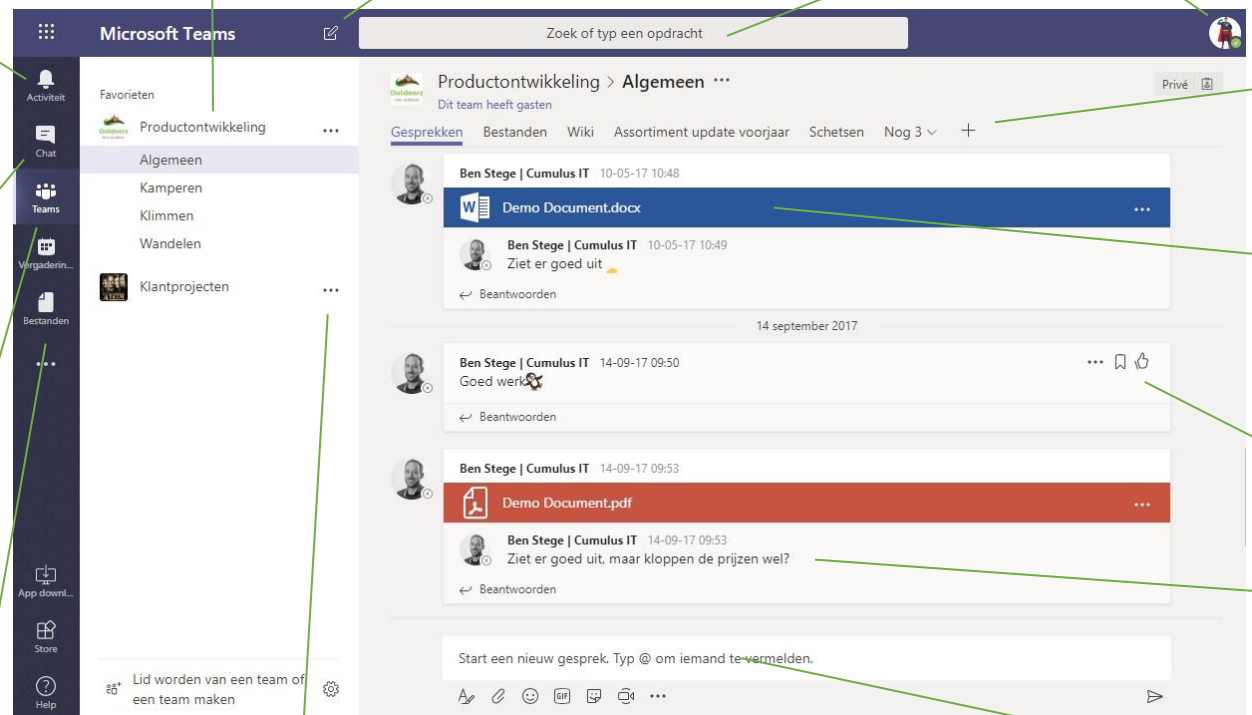 Microsoft Teams
Zoek of typ een opdracht
Activiteit
Chat
Teams
Vergaderin...
Bestanden
App downl...
Store
Help
Favorieten
Outdoors
Productontwikkeling
Algemeen
Kamperen
Klimmen
Wandelen
Klantprojecten
Lid worden van een team of
een team maken
Outdoors
Productontwikkeling > Algemeen ...
Dit team heeft gasten
Privé
Gesprekken Bestanden Wiki Assortiment update voorjaar Schetsen Nog 3 +
Ben Stege | Cumulus IT 10-05-17 10:48
Demo Document.docx
Ben Stege | Cumulus IT 10-05-17 10:49
Ziet er goed uit
Beantwoorden
14 september 2017
Ben Stege | Cumulus IT 14-09-17 09:50
Goed werk
Beantwoorden
Ben Stege | Cumulus IT 14-09-17 09:53
Demo Document.pdf
Ben Stege | Cumulus IT 14-09-17 09:53
Ziet er goed uit, maar kloppen de prijzen wel?
Beantwoorden
Start een nieuw gesprek. Typ @ om iemand te vermelden.
GIF